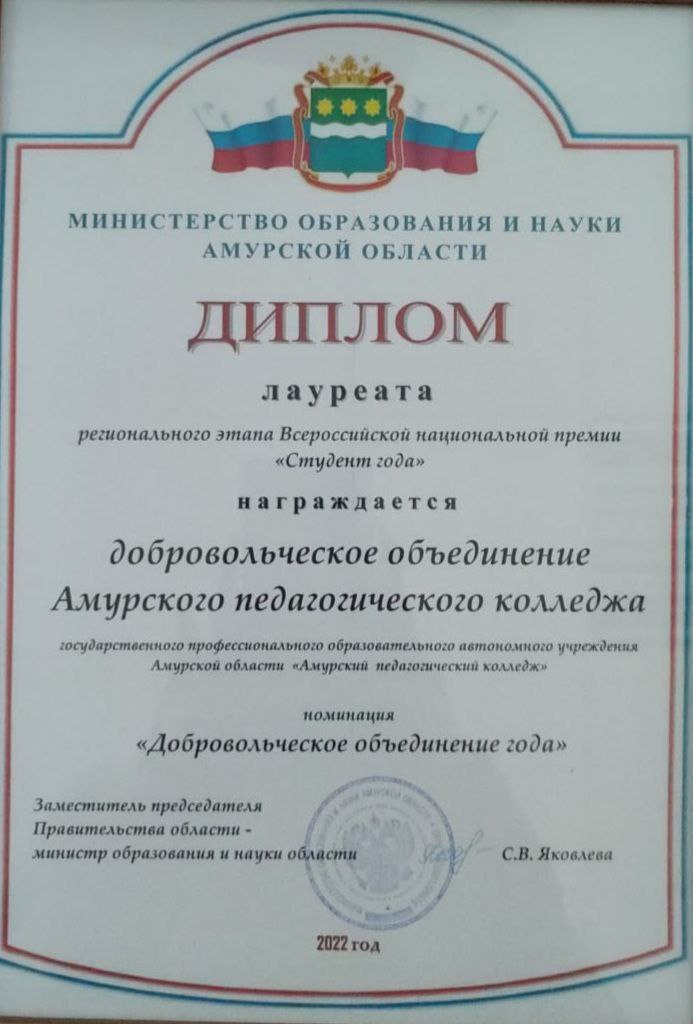 МИНИСТЕРСТВО ОБРАЗОВАНИЯ И НАУКИ
АМУРСКОЙ ОБЛАСТИ
ДИПЛОМ
лауреата
регионального этапа Всероссийской национальной премии
«Студент года»
награждается
добровольческое объединение
Амурского педагогического колледжа
государственного профессионального образовательного автономного учреждения
Амурской области «Амурский педагогический колледж»
номинация
«Добровольческое объединение года»
Заместитель председателя
Правительства области -
министр образования и науки области
С.В. Яковлева
2022 год